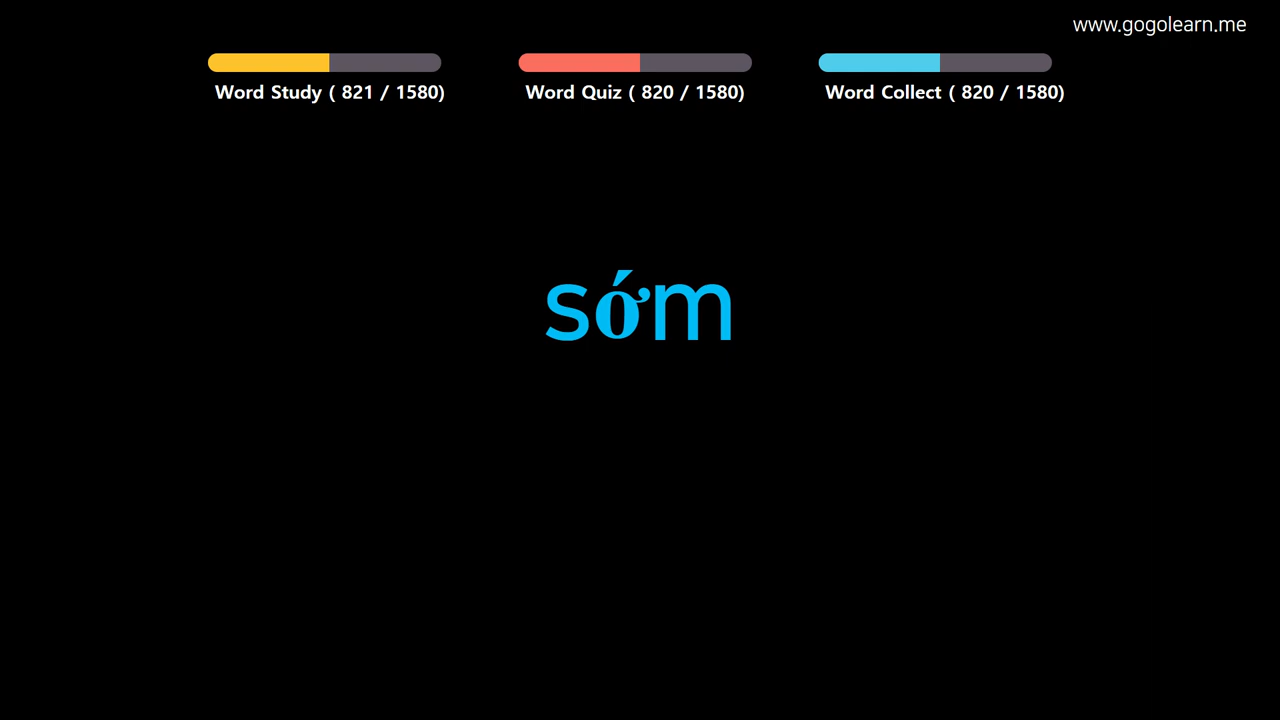 www.gogolearn.me
Word Study ( 821 / 1580)
Word Quiz ( 820 / 1580)
Word Collect ( 820 / 1580)
sớm